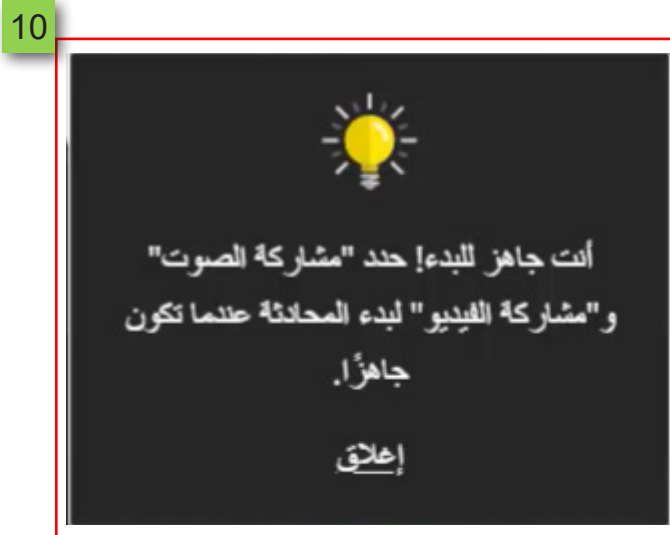 10
أنت جاهز للبدء! حدد "مشاركة الصوت"
و"مشاركة الفيديو" لبدء المحادثة عندما تكون
جاهزًا.
إغلاق